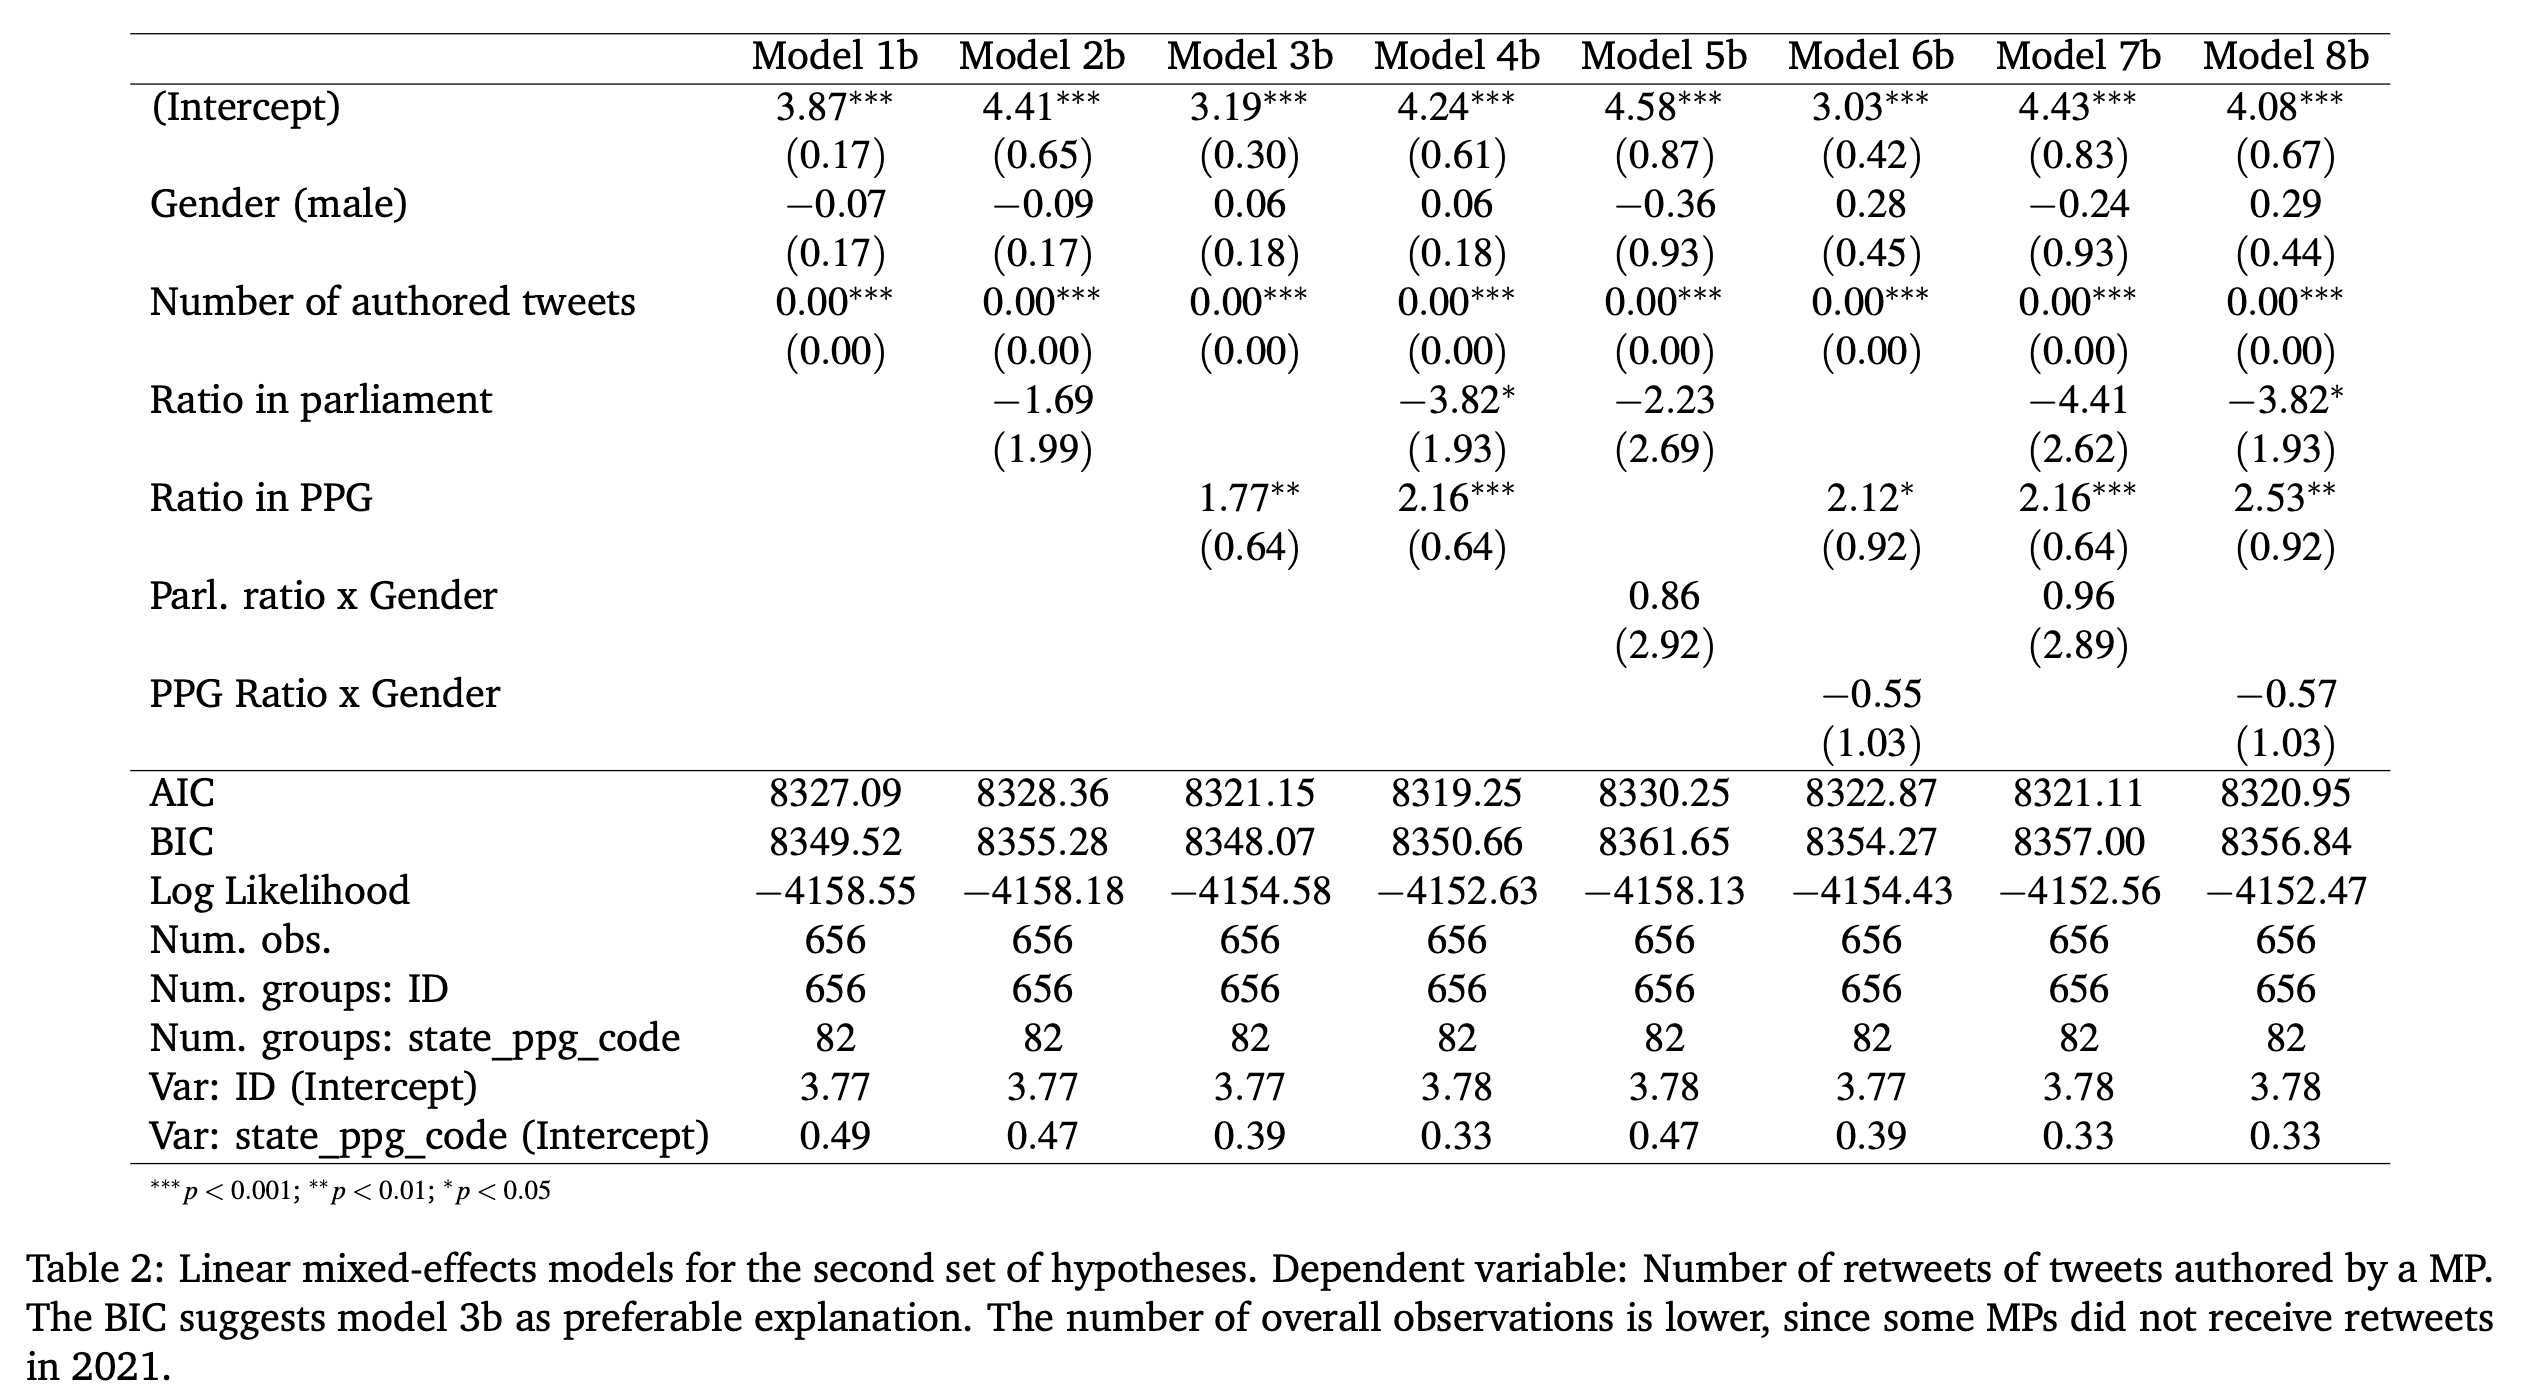 Model 1b Model 2b Model 3b Model 4b Model 5b Model 6b Model 7b Model 8b
(Intercept) 3.87*** 4.41*** 3.19*** 4.24*** 4.58*** 3.03*** 4.43*** 4.08***
(0.17) (0.65) (0.30) (0.61) (0.87) (0.42) (0.83) (0.67)
Gender (male) −0.07 −0.09 0.06 0.06 −0.36 0.28 −0.24 0.29
(0.17) (0.17) (0.18) (0.18) (0.93) (0.45) (0.93) (0.44)
Number of authored tweets 0.00*** 0.00*** 0.00*** 0.00*** 0.00*** 0.00*** 0.00*** 0.00***
(0.00) (0.00) (0.00) (0.00) (0.00) (0.00) (0.00) (0.00)
Ratio in parliament −1.69 −3.82* −2.23 −4.41 −3.82*
(1.99) (1.93) (2.69) (2.62) (1.93)
Ratio in PPG 1.77** 2.16*** 2.12* 2.16*** 2.53**
(0.64) (0.64) (0.92) (0.64) (0.92)
Parl. ratio x Gender 0.86 0.96
(2.92) (2.89)
PPG Ratio x Gender −0.55 −0.57
(1.03) (1.03)
AIC 8327.09 8328.36 8321.15 8319.25 8330.25 8322.87 8321.11 8320.95
BIC 8349.52 8355.28 8348.07 8350.66 8361.65 8354.27 8357.00 8356.84
Log Likelihood −4158.55 −4158.18 −4154.58 −4152.63 −4158.13 −4154.43 −4152.56 −4152.47
Num. obs. 656 656 656 656 656 656 656 656
Num. groups: ID 656 656 656 656 656 656 656 656
Num. groups: state_ppg_code 82 82 82 82 82 82 82 82
Var: ID (Intercept) 3.77 3.77 3.77 3.78 3.78 3.77 3.78 3.78
Var: state_ppg_code (Intercept) 0.49 0.47 0.39 0.33 0.47 0.39 0.33 0.33
***p < 0.001; **p < 0.01; *p < 0.05
Table 2: Linear mixed-effects models for the second set of hypotheses. Dependent variable: Number of retweets of tweets authored by a MP.
The BIC suggests model 3b as preferable explanation. The number of overall observations is lower, since some MPs did not receive retweets
in 2021.